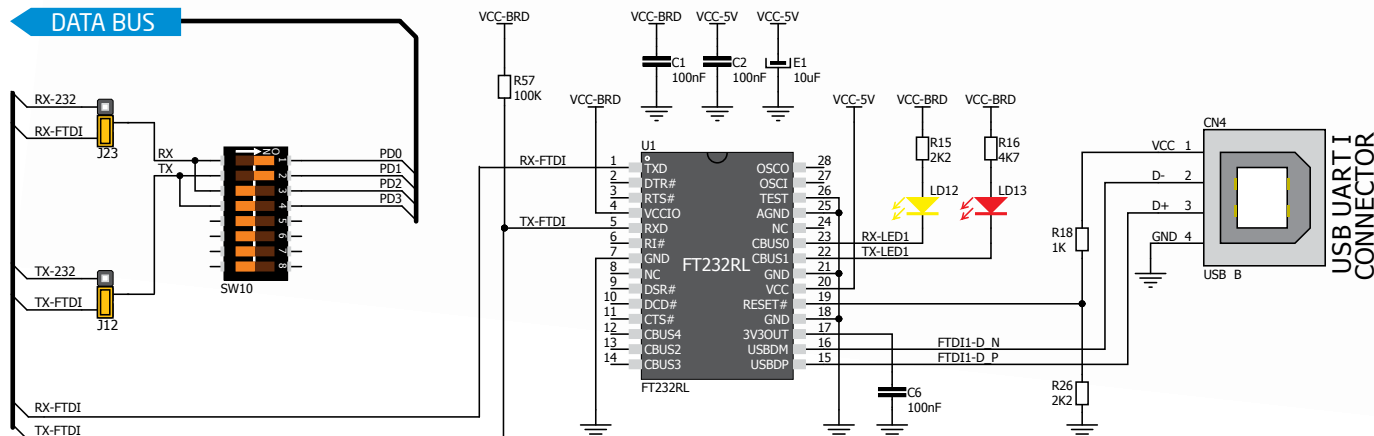 DATA BUS
RX-232
RX-FTDI
J23
RX
TX
TX-232
TX-FTDI
J12
ON
1
2
3
4
5
6
7
8
SW10
PD0
PD1
PD2
PD3
RX-FTDI
TX-FTDI
VCC-BRD
R57
100K
VCC-BRD
C1
100nF
VCC-5V
C2
100nF
VCC-5V
E1
10uF
VCC-BRD
RX-FTDI
TX-FTDI
U1
1 TXD
2 DTR#
3 RTS#
4 VCCIO
5 RXD
6 RI#
7 GND
8 NC
9 DSR#
10 DCD#
11 CTS#
12 CBUS4
13 CBUS2
14 CBUS3
FT232RL
OSCO 28
OSCI 27
TEST 26
AGND 25
NC 24
CBUS0 23
CBUS1 22
GND 21
VCC 20
RESET# 19
GND 18
3V3OUT 17
USBDM 16
USBDP 15
FT232RL
VCC-5V
VCC-BRD
R15
2K2
LD12
VCC-BRD
R16
4K7
LD13
RX-LED1
TX-LED1
FTDI1-D_N
FTDI1-D_P
C6
100nF
R18
1K
R26
2K2
CN4
VCC 1
D- 2
D+ 3
GND 4
USB B
USB UART I
CONNECTOR